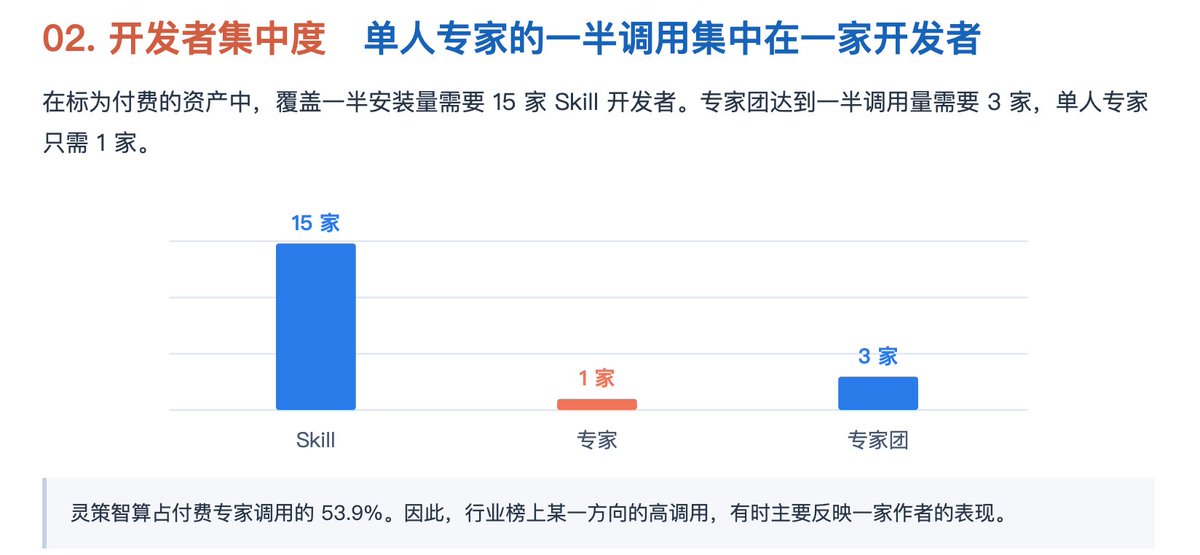 02. 开发者集中度 单人专家的一半调用集中在一家开发者
在标为付费的资产中，覆盖一半安装量需要 15 家 Skill 开发者。专家团达到一半调用量需要 3 家，单人专家
只需 1 家。
15 家
3 家
1 家
Skill 专家 专家团
灵策智算占付费专家调用的 53.9%。因此，行业榜上某一方向的高调用，有时主要反映一家作者的表现。